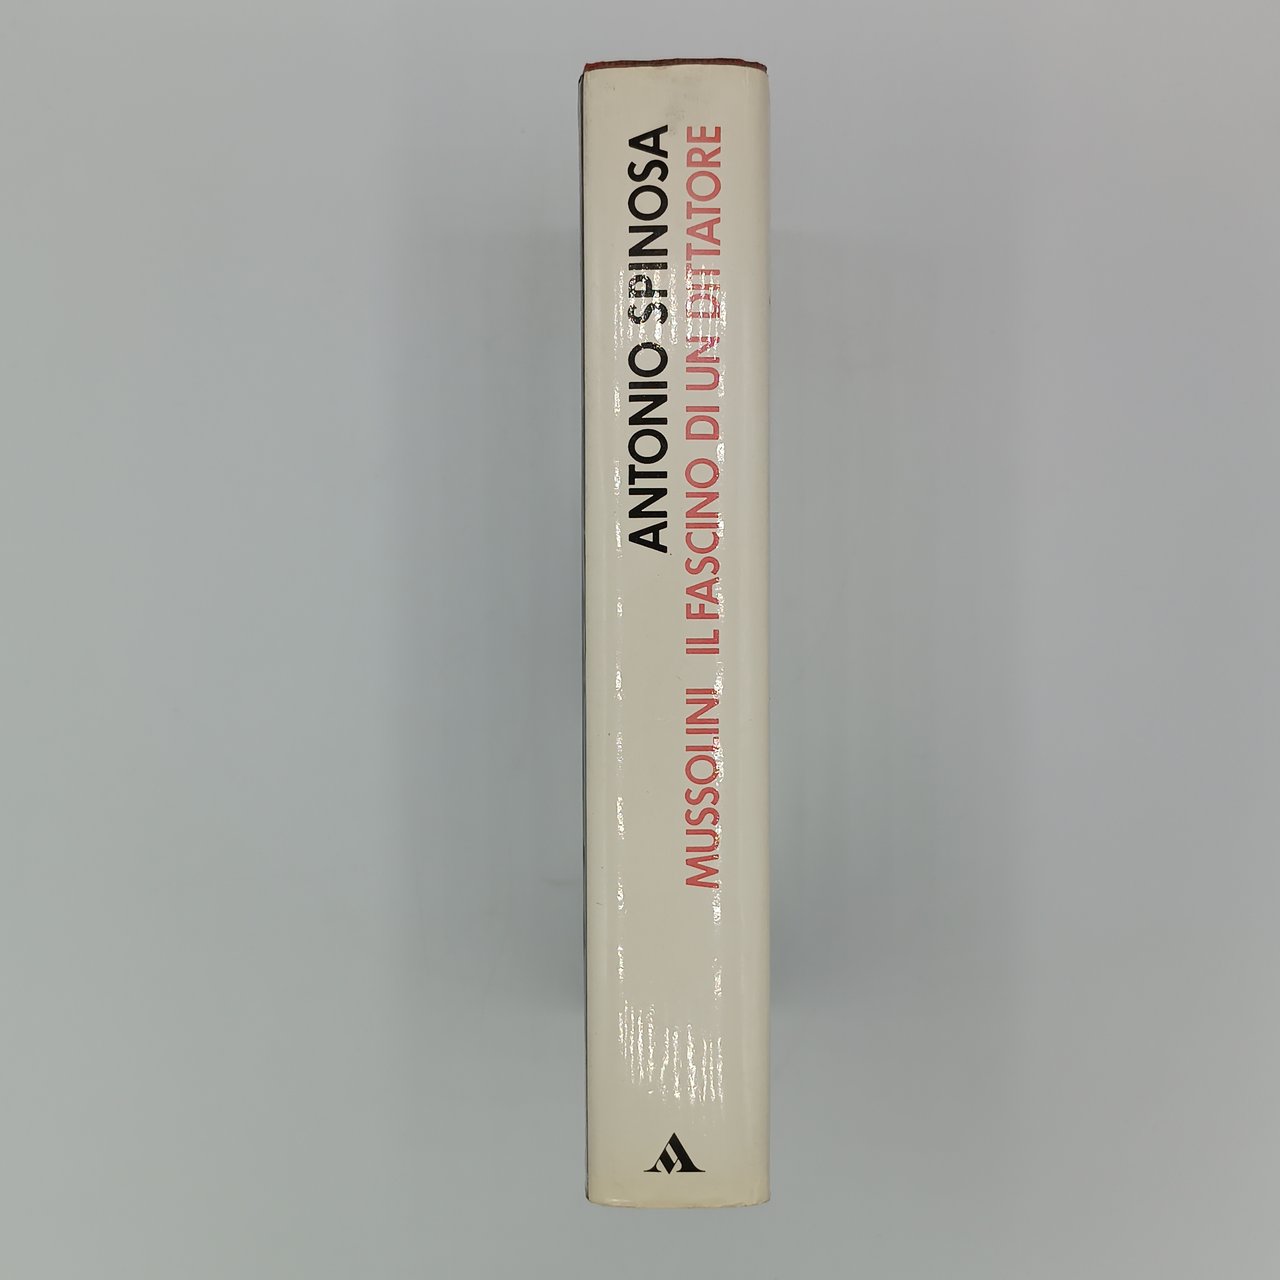 ANTONIO SPINOSA
MUSSOLINI IL FASCINO DI UN DITTATORE